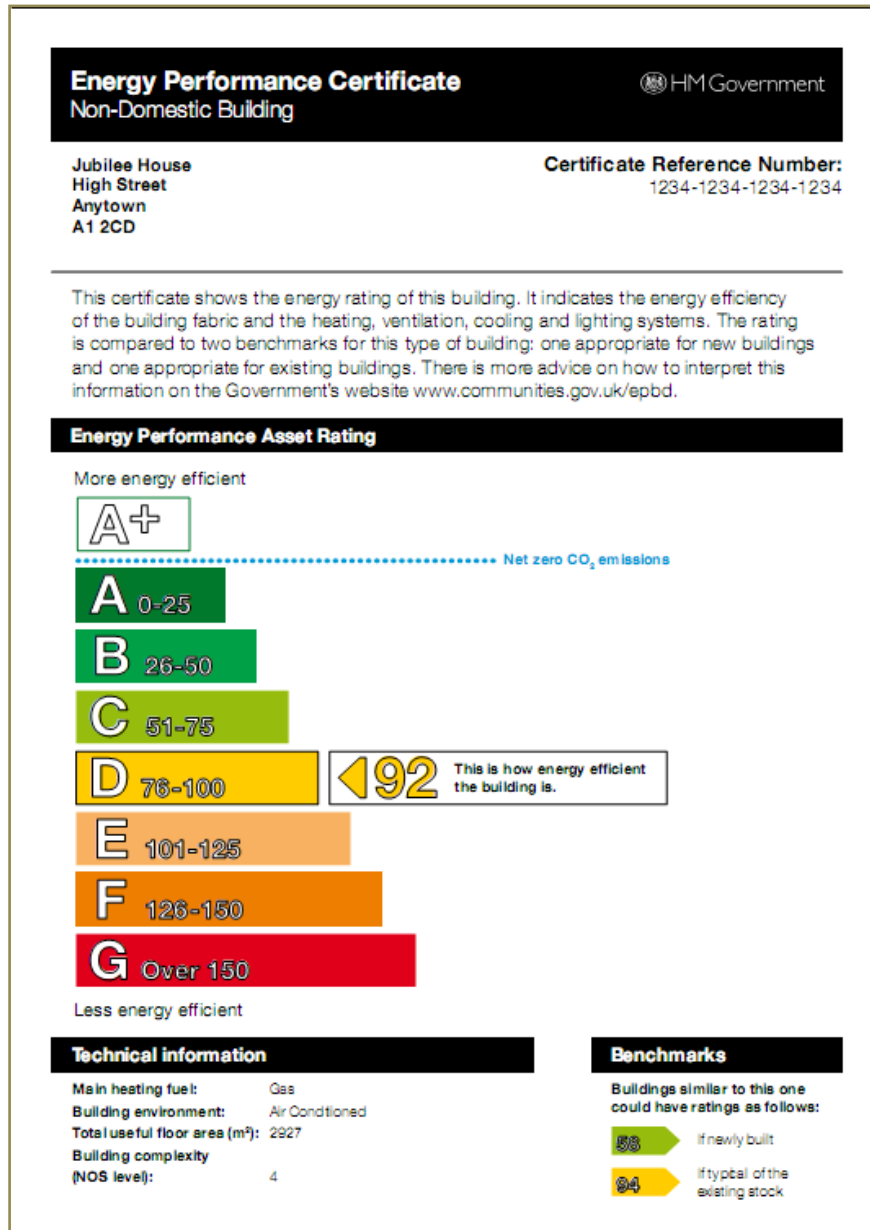 Energy Performance Certificate
HM Government
Non-Domestic Building
Jubilee House
High Street
Anytown
A1 2CD
Certificate Reference Number:
1234-1234-1234-1234
This certificate shows the energy rating of this building. It indicates the energy efficiency
of the building fabric and the heating, ventilation, cooling and lighting systems. The rating
is compared to two benchmarks for this type of building: one appropriate for new buildings
and one appropriate for existing buildings. There is more advice on how to interpret this
information on the Government's website www.communities.gov.uk/epbd.
Energy Performance Asset Rating
More energy efficient
A+
Net zero CO2 emissions
A 0-25
B 26-50
C 51-75
D 76-100
92 This is how energy efficient
the building is.
E 101-125
F 126-150
G Over 150
Less energy efficient
Technical information
Main heating fuel: Gas
Building environment: Air Condtioned
Total useful floor area (m²): 2927
Building complexity
(NOS level): 4
Benchmarks
Buildings similar to this one
could have ratings as follows:
58 If newly built
94 If typical of the
existing stock